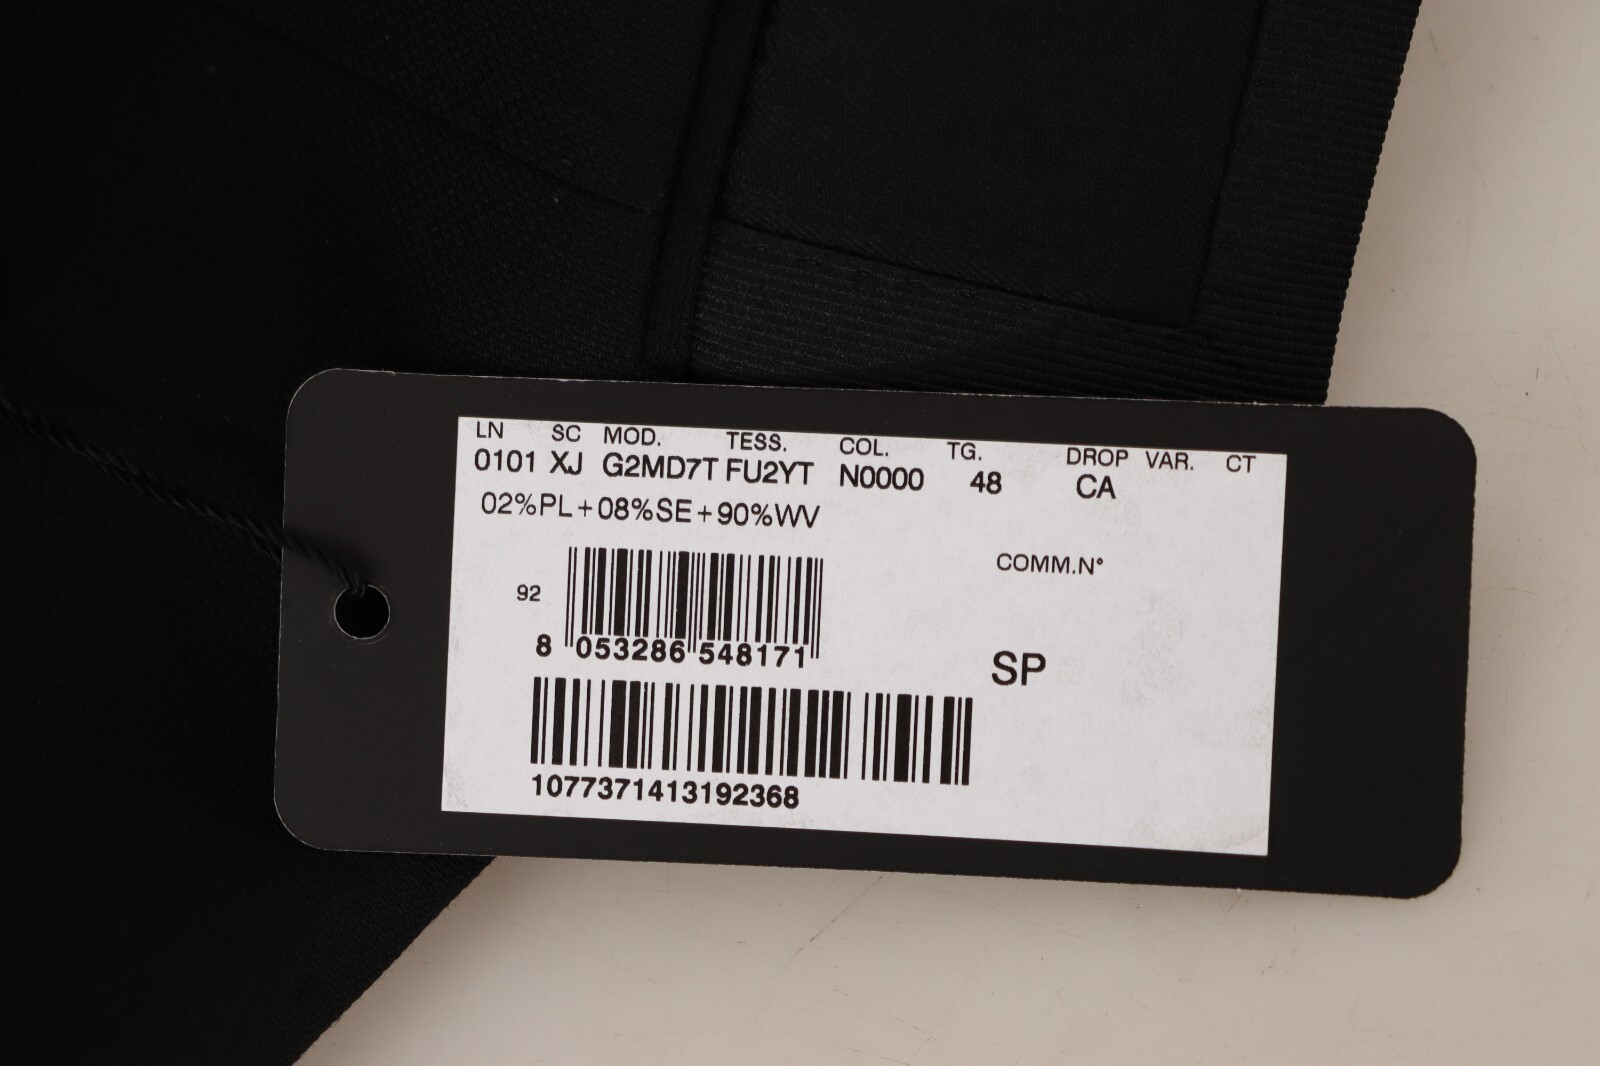 LN SC MOD. TESS. COL. TG. DROP VAR. CT
0101 XJ G2MD7T FU2YT N0000 48 CA
02%PL+08%SE+90%WV
COMM.N°
92
8 053286 548171
SP
1077371413192368